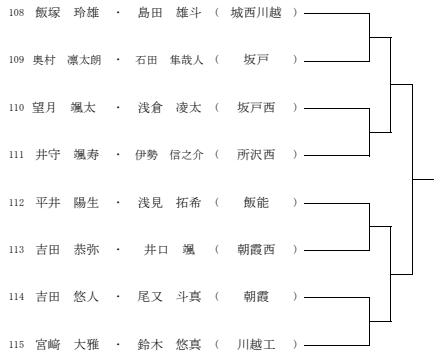 108 飯塚 玲雄 ・ 島田 雄斗 ( 城西川越 )
109 奥村 凛太朗 ・ 石田 隼哉人 ( 坂戸 )
110 望月 颯太 ・ 浅倉 凌太 ( 坂戸西 )
111 井守 颯寿 ・ 伊勢 信之介 ( 所沢西 )
112 平井 陽生 ・ 浅見 拓希 ( 飯能 )
113 吉田 恭弥 ・ 井口 颯 ( 朝霞西 )
114 吉田 悠人 ・ 尾又 斗真 ( 朝霞 )
115 宮﨑 大雅 ・ 鈴木 悠真 ( 川越工 )